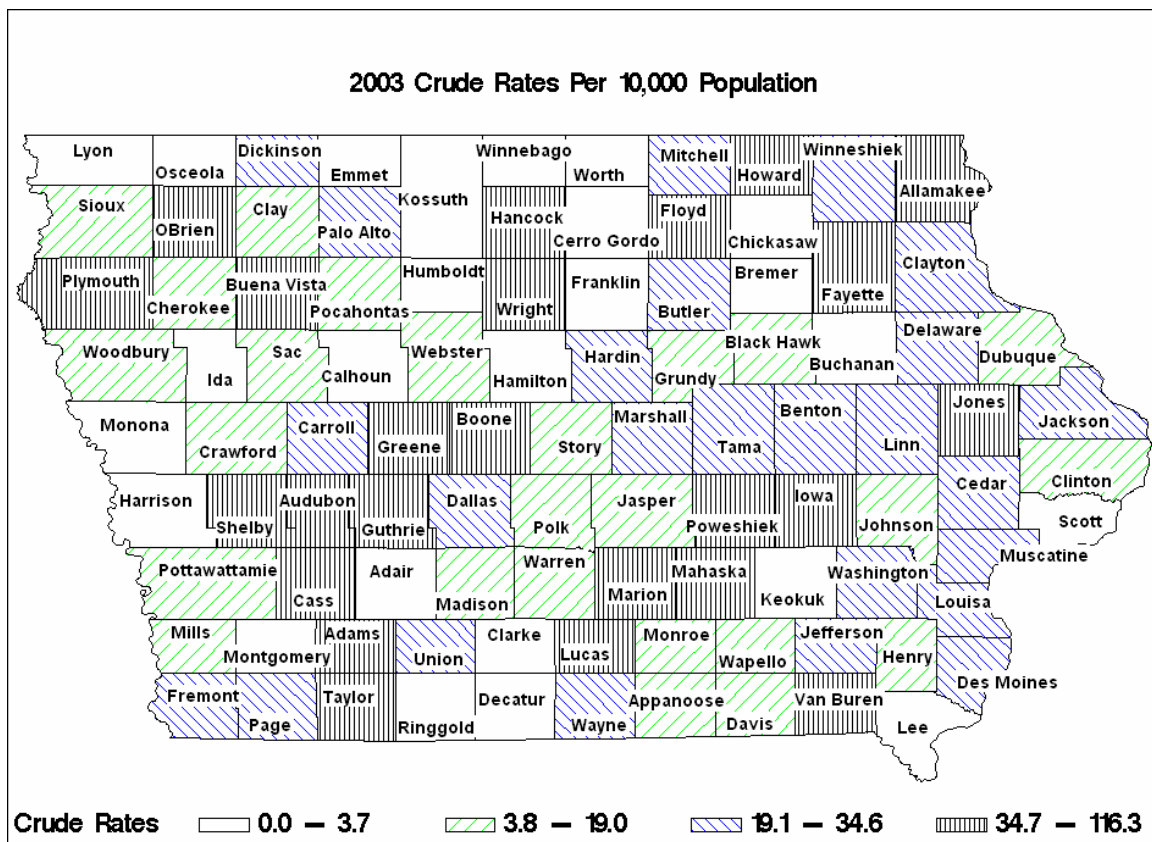 2003 Crude Rates Per 10,000 Population
Lyon Osceola Dickinson Emmet Winnebago Worth Mitchell Howard Winneshiek Allamakee
Sioux OBrien Clay Palo Alto Kossuth Hancock Cerro Gordo Floyd Chickasaw
Plymouth Cherokee Buena Vista Pocahontas Humboldt Wright Franklin Butler Bremer Fayette Clayton
Woodbury Ida Sac Calhoun Webster Hamilton Hardin Grundy Black Hawk Buchanan Delaware Dubuque
Monona Crawford Carroll Greene Boone Story Marshall Tama Benton Linn Jones Jackson
Harrison Shelby Audubon Guthrie Dallas Polk Jasper Poweshiek Iowa Johnson Cedar Clinton
Scott
Pottawattamie Cass Adair Madison Warren Marion Mahaska Keokuk Washington Muscatine
Louisa
Mills Montgomery Adams Union Clarke Lucas Monroe Wapello Jefferson Henry Des Moines
Fremont Page Taylor Ringgold Decatur Wayne Appanoose Davis Van Buren Lee
Crude Rates 0.0 – 3.7 3.8 – 19.0 19.1 – 34.6 34.7 – 116.3